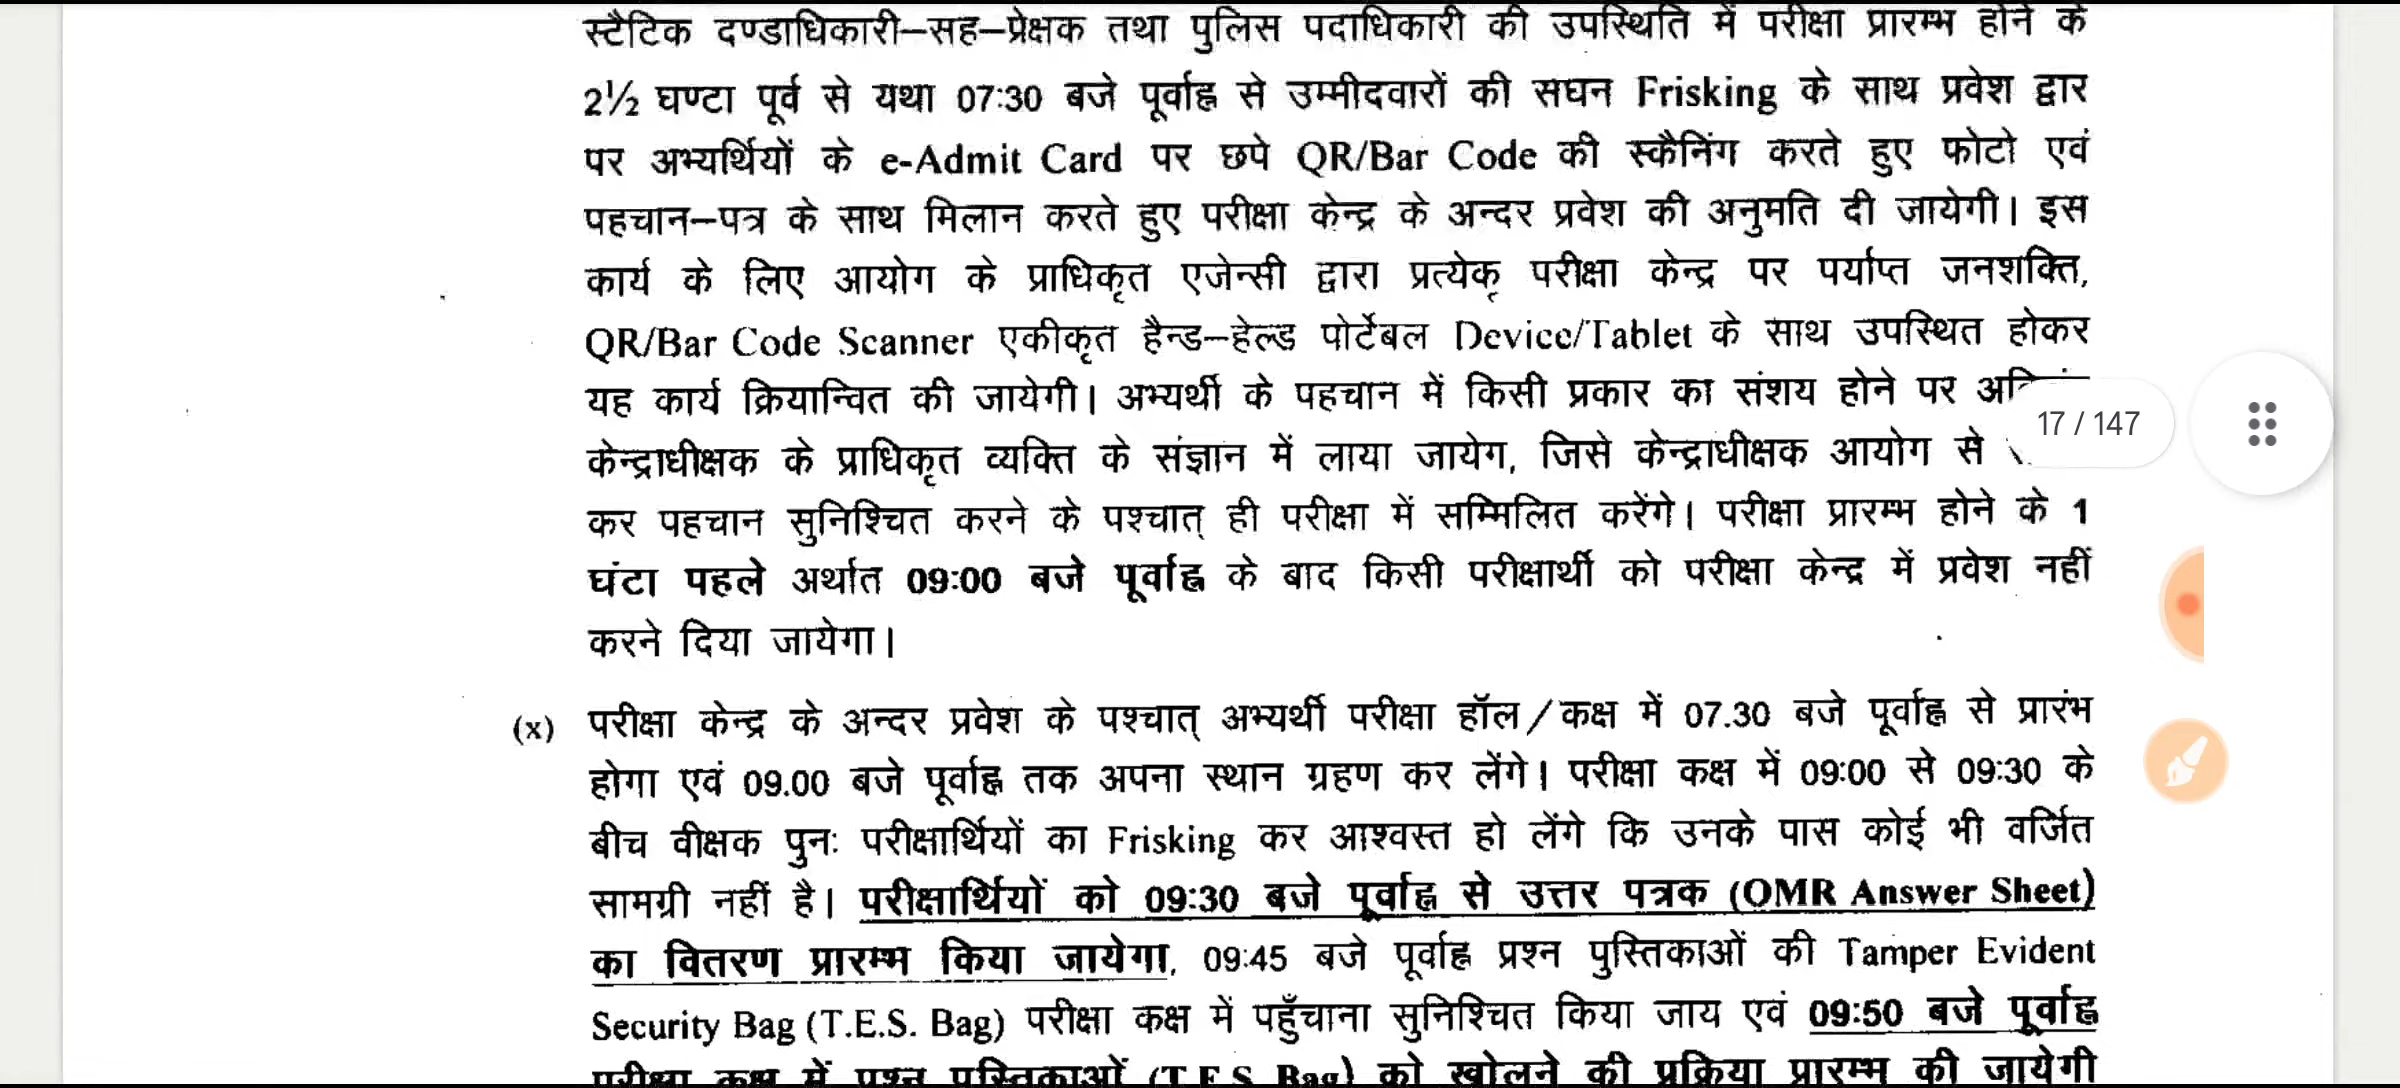 स्टैटिक दण्डाधिकारी–सह–प्रेक्षक तथा पुलिस पदाधिकारी की उपस्थिति में परीक्षा प्रारम्भ होने के
2½ घण्टा पूर्व से यथा 07:30 बजे पूर्वाह्न से उम्मीदवारों की सघन Frisking के साथ प्रवेश द्वार
पर अभ्यर्थियों के e-Admit Card पर छपे QR/Bar Code की स्कैनिंग करते हुए फोटो एवं
पहचान–पत्र के साथ मिलान करते हुए परीक्षा केन्द्र के अन्दर प्रवेश की अनुमति दी जायेगी। इस
कार्य के लिए आयोग के प्राधिकृत एजेन्सी द्वारा प्रत्येक परीक्षा केन्द्र पर पर्याप्त जनशक्ति,
QR/Bar Code Scanner एकीकृत हैन्ड–हेल्ड पोर्टेबल Device/Tablet के साथ उपस्थित होकर
यह कार्य क्रियान्वित की जायेगी। अभ्यर्थी के पहचान में किसी प्रकार का संशय होने पर
17 / 147
केन्द्राधीक्षक के प्राधिकृत व्यक्ति के संज्ञान में लाया जायेग, जिसे केन्द्राधीक्षक आयोग से
कर पहचान सुनिश्चित करने के पश्चात् ही परीक्षा में सम्मिलित करेंगे। परीक्षा प्रारम्भ होने के 1
घंटा पहले अर्थात 09:00 बजे पूर्वाह्न के बाद किसी परीक्षार्थी को परीक्षा केन्द्र में प्रवेश नहीं
करने दिया जायेगा।
(x) परीक्षा केन्द्र के अन्दर प्रवेश के पश्चात् अभ्यर्थी परीक्षा हॉल/कक्ष में 07.30 बजे पूर्वाह्न से प्रारंभ
होगा एवं 09.00 बजे पूर्वाह्न तक अपना स्थान ग्रहण कर लेंगे। परीक्षा कक्ष में 09:00 से 09:30 के
बीच वीक्षक पुनः परीक्षार्थियों का Frisking कर आश्वस्त हो लेंगे कि उनके पास कोई भी वर्जित
सामग्री नहीं है। परीक्षार्थियों को 09:30 बजे पूर्वाह्न से उत्तर पत्रक (OMR Answer Sheet)
का वितरण प्रारम्भ किया जायेगा, 09:45 बजे पूर्वाह्न प्रश्न पुस्तिकाओं की Tamper Evident
Security Bag (T.E.S. Bag) परीक्षा कक्ष में पहुँचाना सुनिश्चित किया जाय एवं 09:50 बजे पूर्वाह्न
परीक्षा कक्ष में प्रश्न पुस्तिकाओं (T.E.S. Bag) को खोलने की प्रक्रिया प्रारम्भ की जायेगी